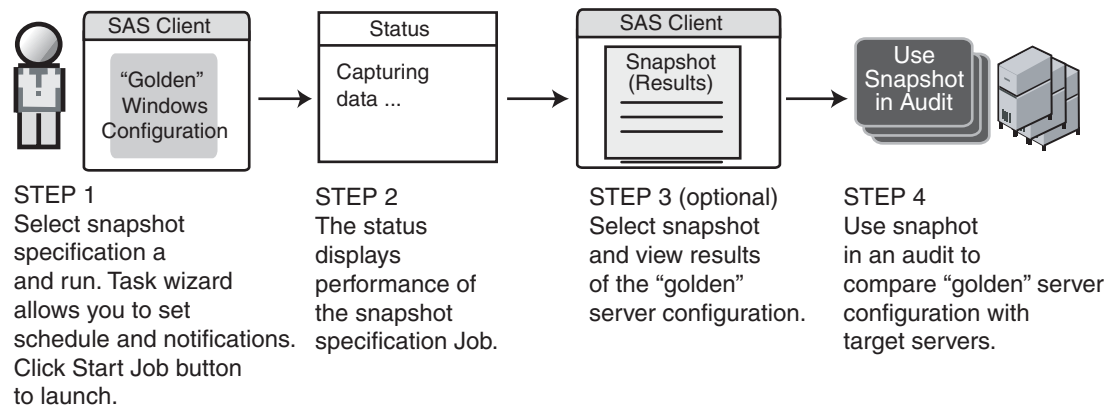 SAS Client
“Golden”
Windows
Configuration
Status
Capturing
data ...
SAS Client
Snapshot
(Results)
Use
Snapshot
in Audit
STEP 1
Select snapshot
specification a
and run. Task wizard
allows you to set
schedule and notifications.
Click Start Job button
to launch.
STEP 2
The status
displays
performance of
the snapshot
specification Job.
STEP 3 (optional)
Select snapshot
and view results
of the “golden”
server configuration.
STEP 4
Use snaphot
in an audit to
compare “golden” server
configuration with
target servers.